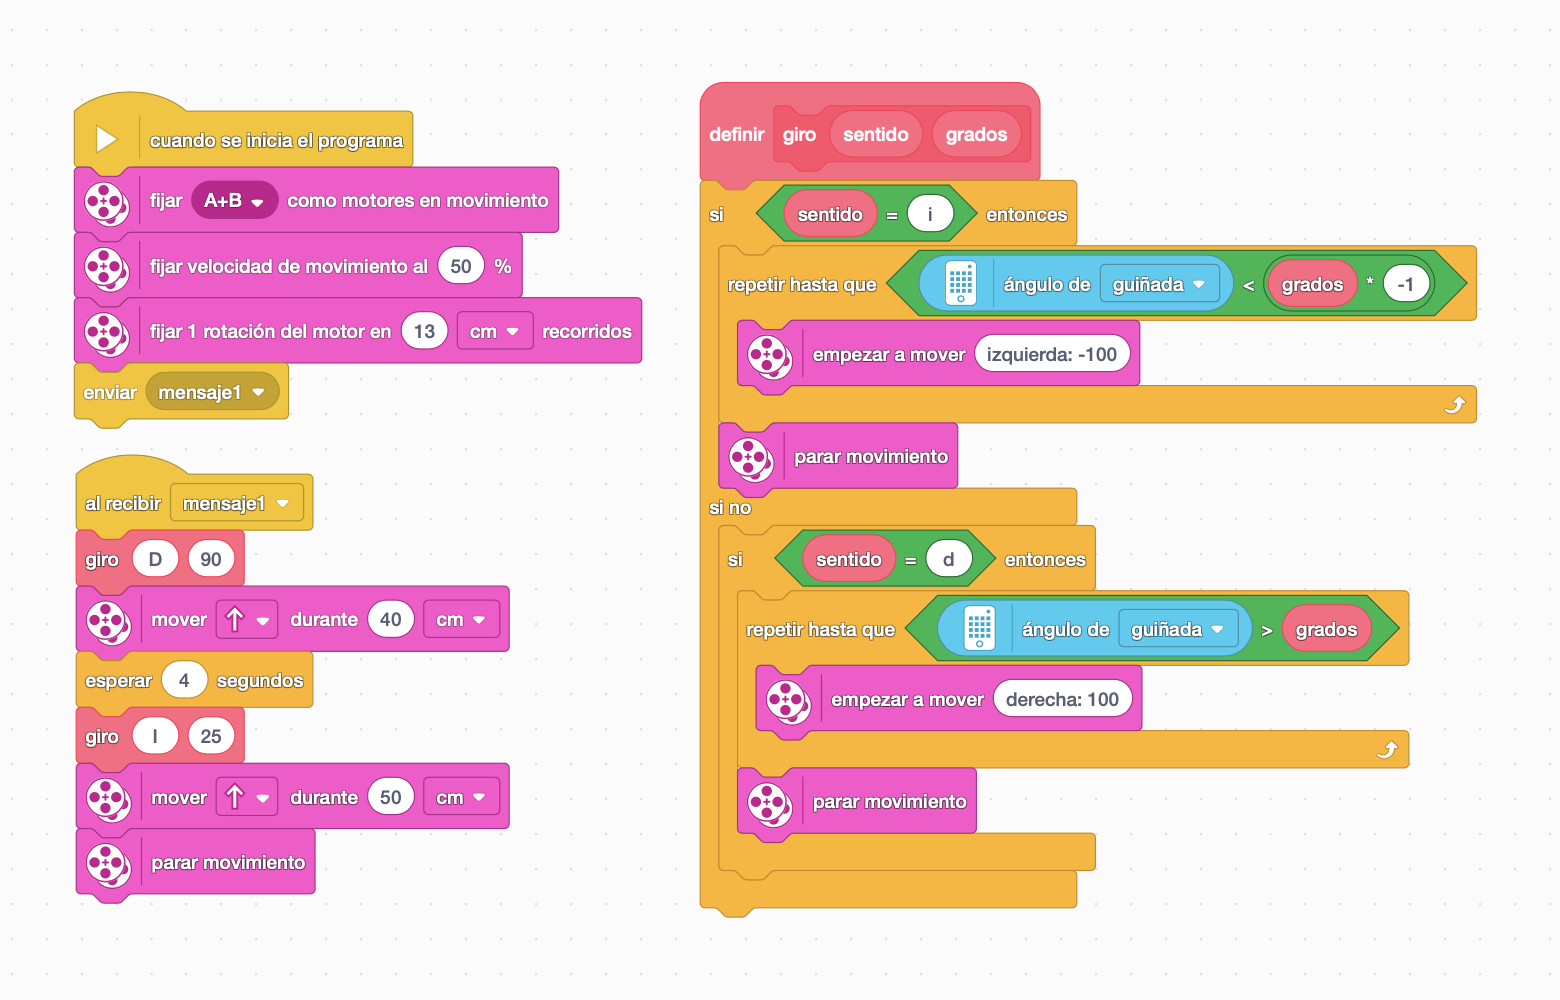 cuando se inicia el programa
fijar A+B como motores en movimiento
fijar velocidad de movimiento al 50 %
fijar 1 rotación del motor en 13 cm recorridos
enviar mensaje1
al recibir mensaje1
giro D 90
mover durante 40 cm
esperar 4 segundos
giro I 25
mover durante 50 cm
parar movimiento
definir giro sentido grados
si sentido = i entonces
repetir hasta que ángulo de guiñada < grados * -1
empezar a mover izquierda: -100
parar movimiento
si no
si sentido = d entonces
repetir hasta que ángulo de guiñada > grados
empezar a mover derecha: 100
parar movimiento